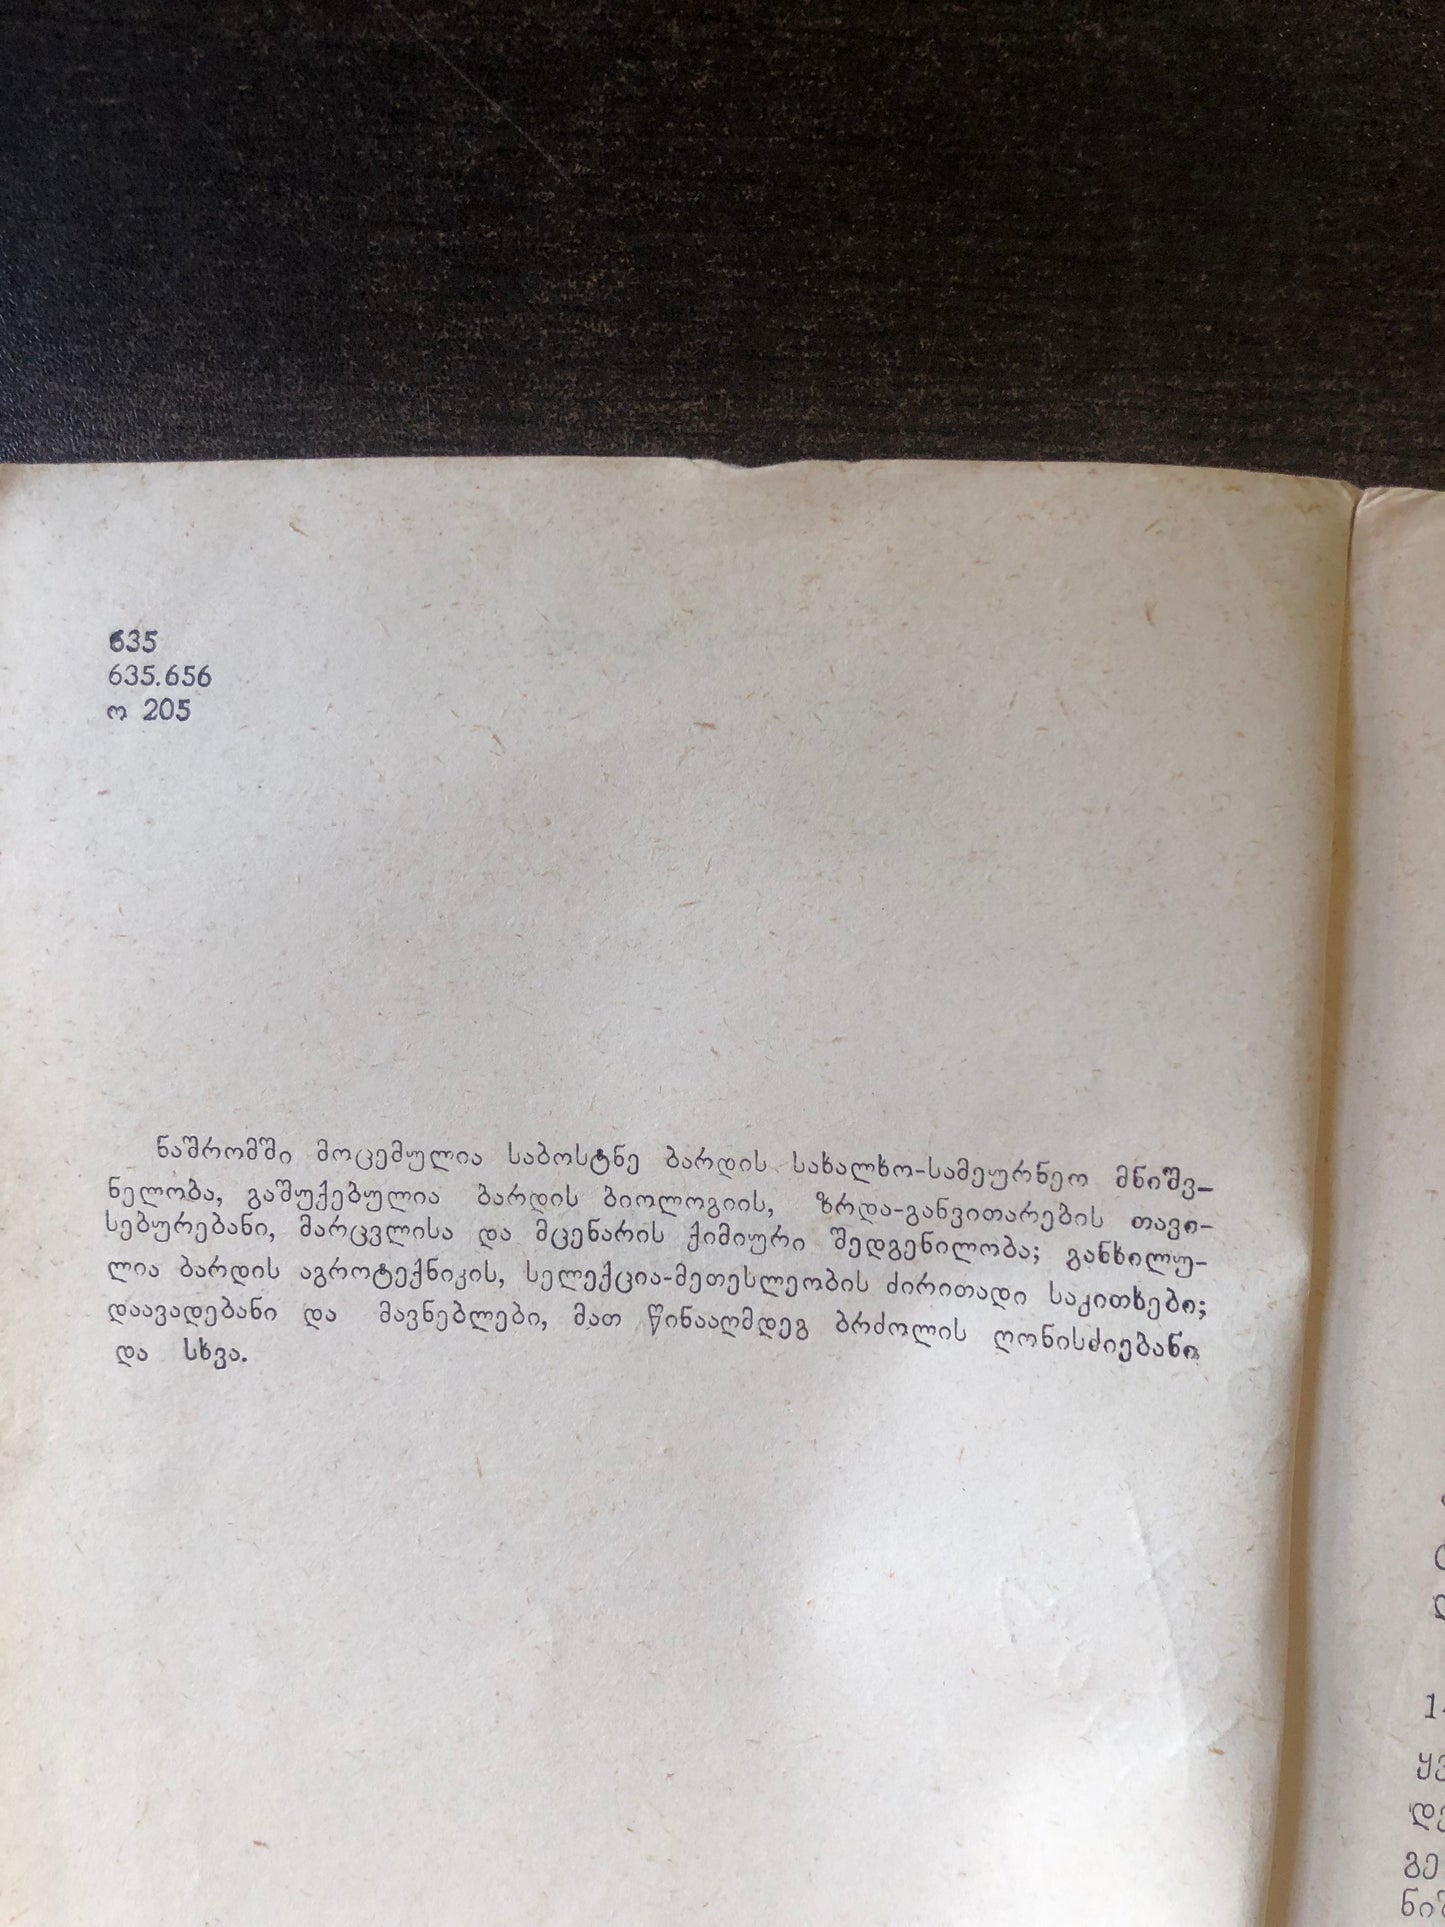 635
635.656
ო 205
ნაშრომში მოცემულია საბოსტნე ბარდის სახალხო-სამეურნეო მნიშვ-
ნელობა, გაშუქებულია ბარდის ბიოლოგიის, ზრდა-განვითარების თავი-
სებურებანი, მარცვლისა და მცენარის ქიმიური შედგენილობა; განხილუ-
ლია ბარდის აგროტექნიკის, სელექცია-მეთესლეობის ძირითადი საკითხები;
დაავადებანი და მავნებლები, მათ წინააღმდეგ ბრძოლის ღონისძიებანი
და სხვა.